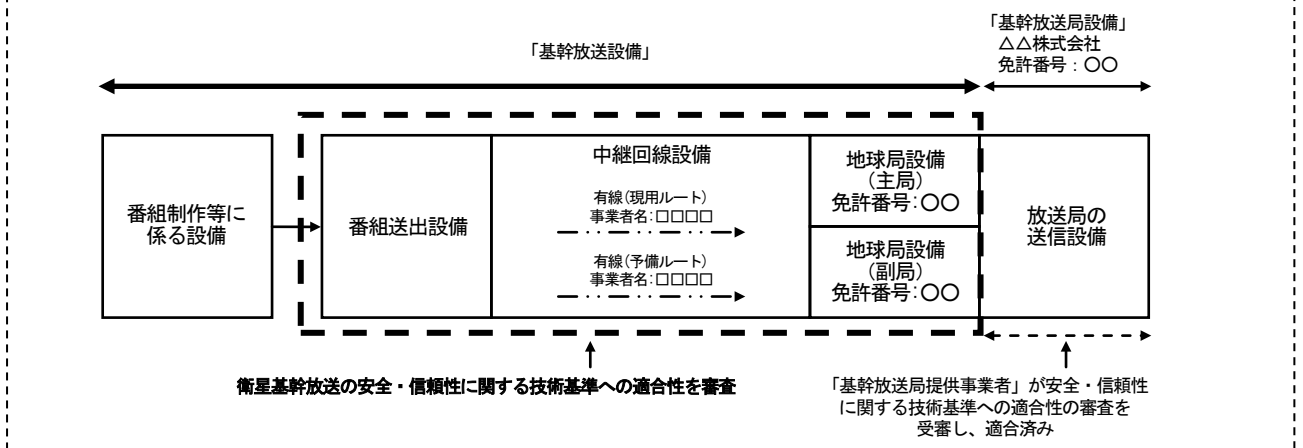 「基幹放送設備」
「基幹放送局設備」
△△株式会社
免許番号：〇〇
番組制作等に
係る設備
番組送出設備
中継回線設備
有線(現用ルート)
事業者名:□□□□
有線(予備ルート)
事業者名:□□□□
地球局設備
(主局)
免許番号:〇〇
地球局設備
(副局)
免許番号:〇〇
放送局の
送信設備
衛星基幹放送の安全・信頼性に関する技術基準への適合性を審査
「基幹放送局提供事業者」が安全・信頼性
に関する技術基準への適合性の審査を
受審し、適合済み